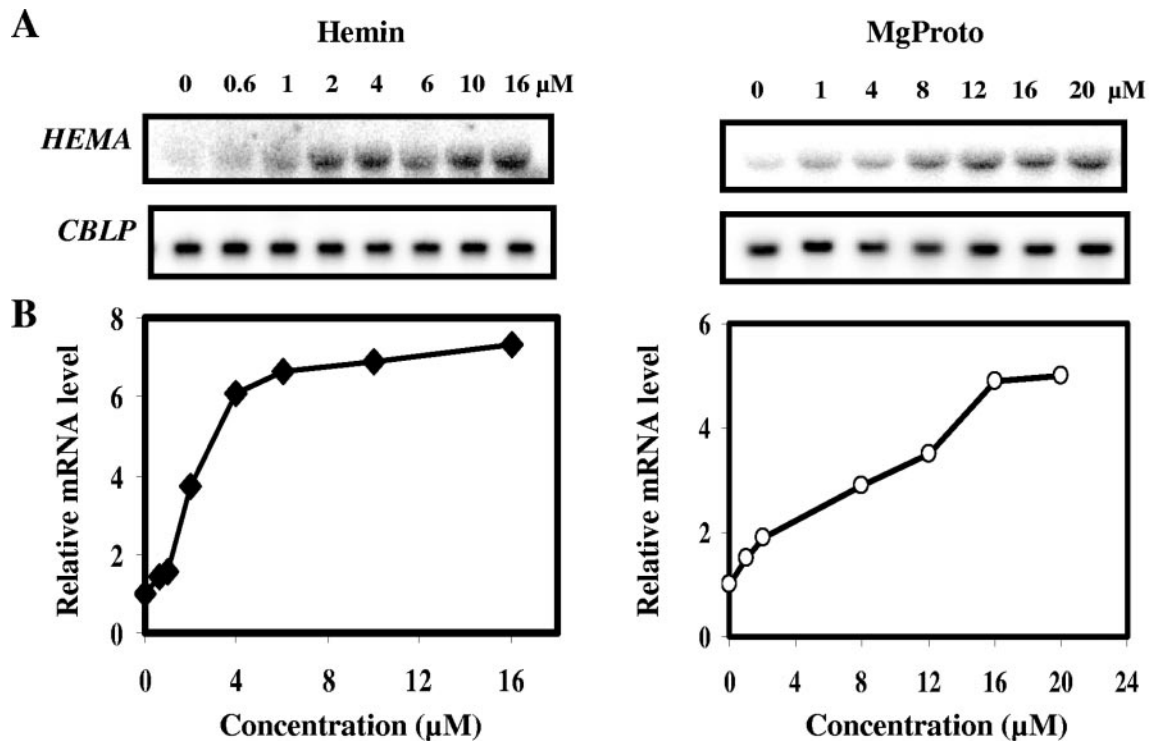 A
Hemin
MgProto
0 0.6 1 2 4 6 10 16 µM
0 1 4 8 12 16 20 µM
HEMA
CBLP
B
Relative mRNA level
8
6
4
2
0
0 4 8 12 16
Concentration (µM)
Relative mRNA level
6
4
2
0
0 4 8 12 16 20 24
Concentration (µM)